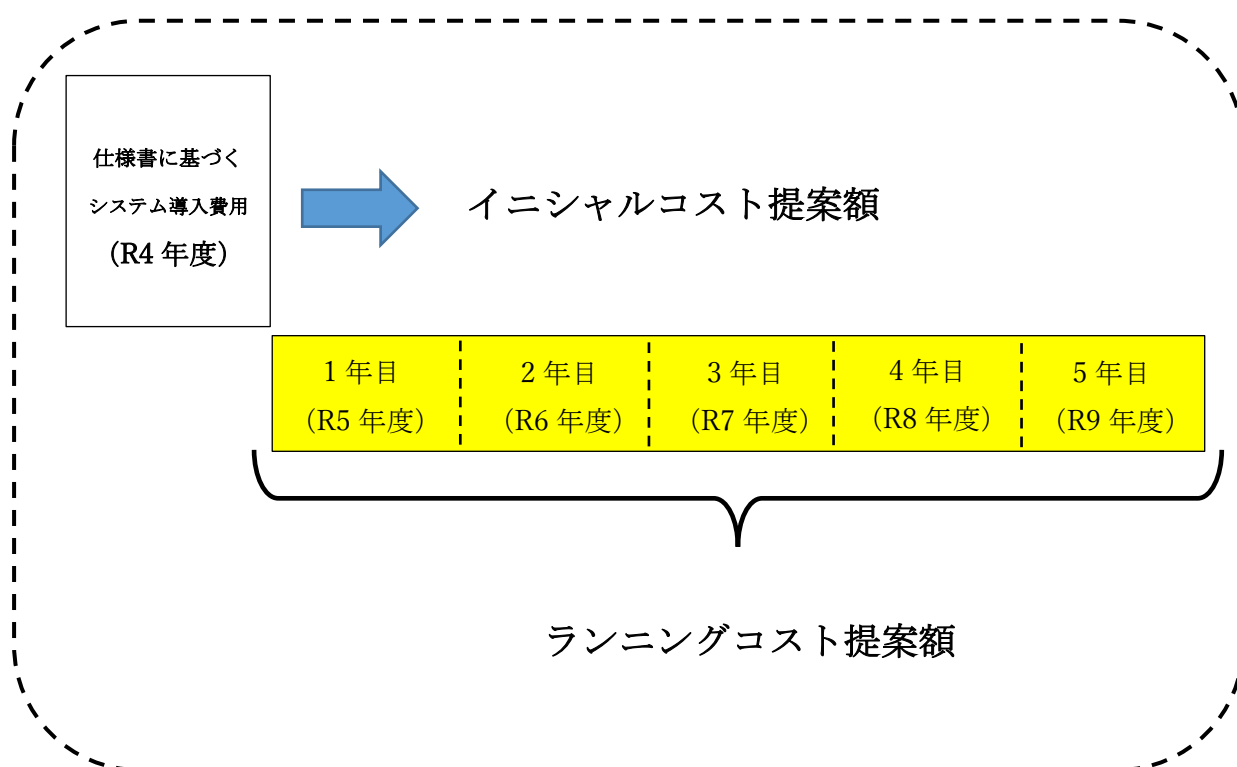 仕様書に基づく
システム導入費用
（R4 年度）
イニシャルコスト提案額
1 年目
（R5 年度）
2 年目
（R6 年度）
3 年目
（R7 年度）
4 年目
（R8 年度）
5 年目
（R9 年度）
ランニングコスト提案額